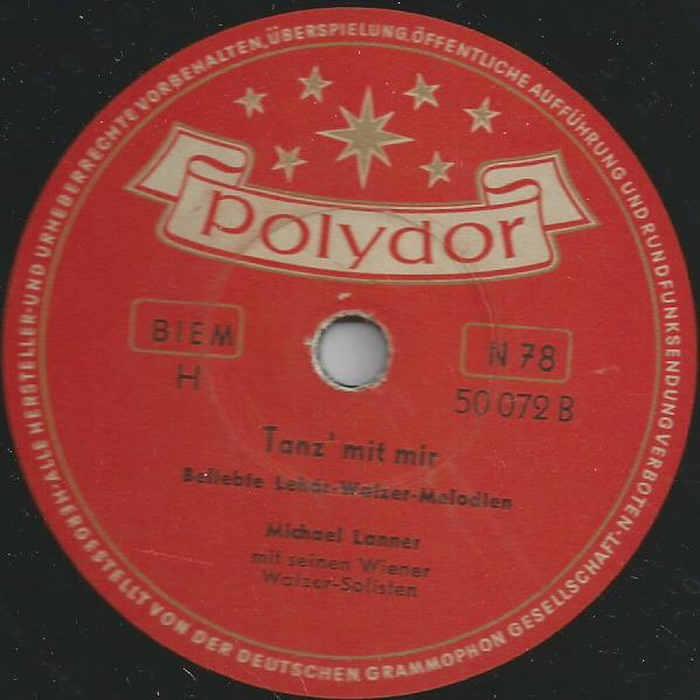 HERGESTELLT VON DER DEUTSCHEN GRAMMOPHON GESELLSCHAFT·ALLE HERSTELLER-UND URHEBERRECHTE VORBEHALTEN, ÜBERSPIELUNG, ÖFFENTLICHE AUFFÜHRUNG UND RUNDFUNKSENDUNG VERBOTEN·
polydor
BIEM
N 78
H
50 072 B
Tanz' mit mir
Beliebte Lehár-Walzer-Melodien
Michael Lanner
mit seinen Wiener
Walzer-Solisten